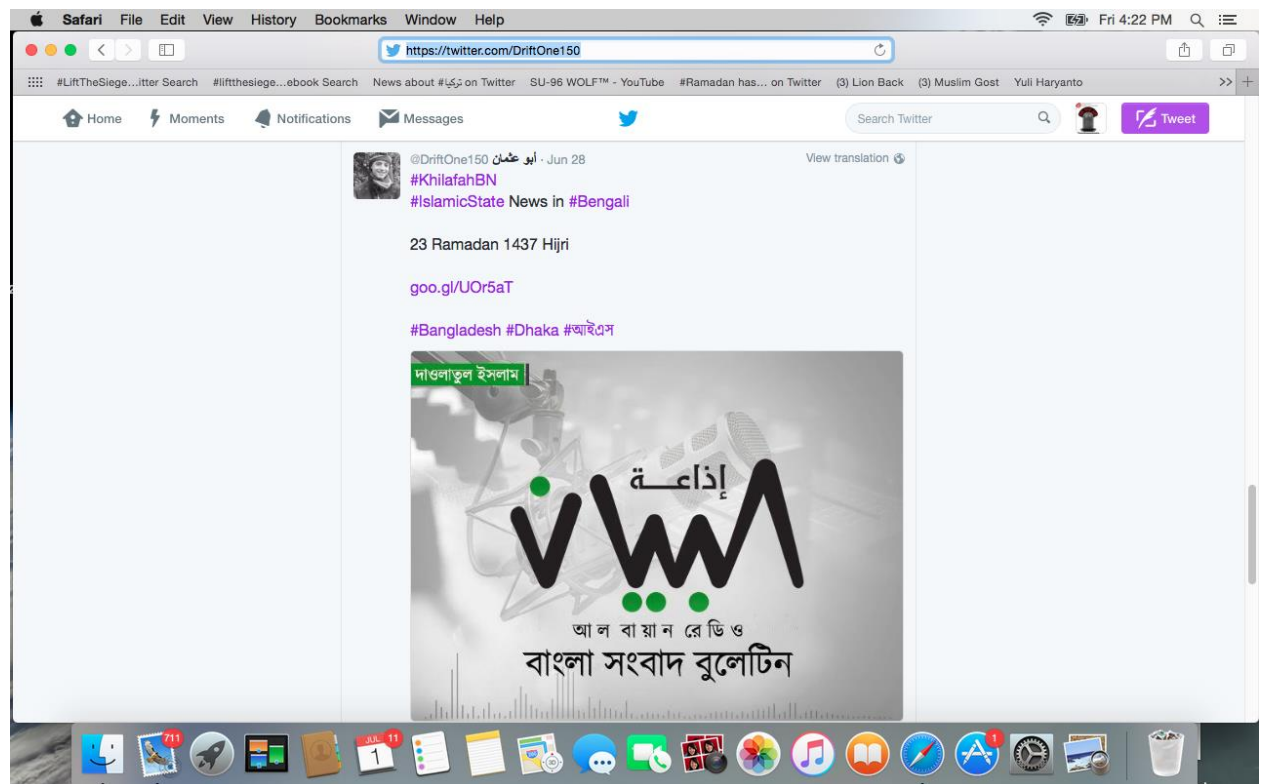 Safari File Edit View History Bookmarks Window Help
Fri 4:22 PM
https://twitter.com/DriftOne150
#LiftTheSiege...itter Search #liftthesiege...ebook Search News about #تركيا on Twitter SU-96 WOLF™ - YouTube #Ramadan has... on Twitter (3) Lion Back (3) Muslim Gost Yuli Haryanto >> +
Home Moments Notifications Messages Search Twitter Tweet
@DriftOne150 أبو عثمان · Jun 28 View translation
#KhilafahBN
#IslamicState News in #Bengali
23 Ramadan 1437 Hijri
goo.gl/UOr5aT
#Bangladesh #Dhaka #আইএস
দাওলাতুল ইসলাম
إذاعة
البيان
আল বায়ান রেডিও
বাংলা সংবাদ বুলেটিন
711
JUL 11
1
1